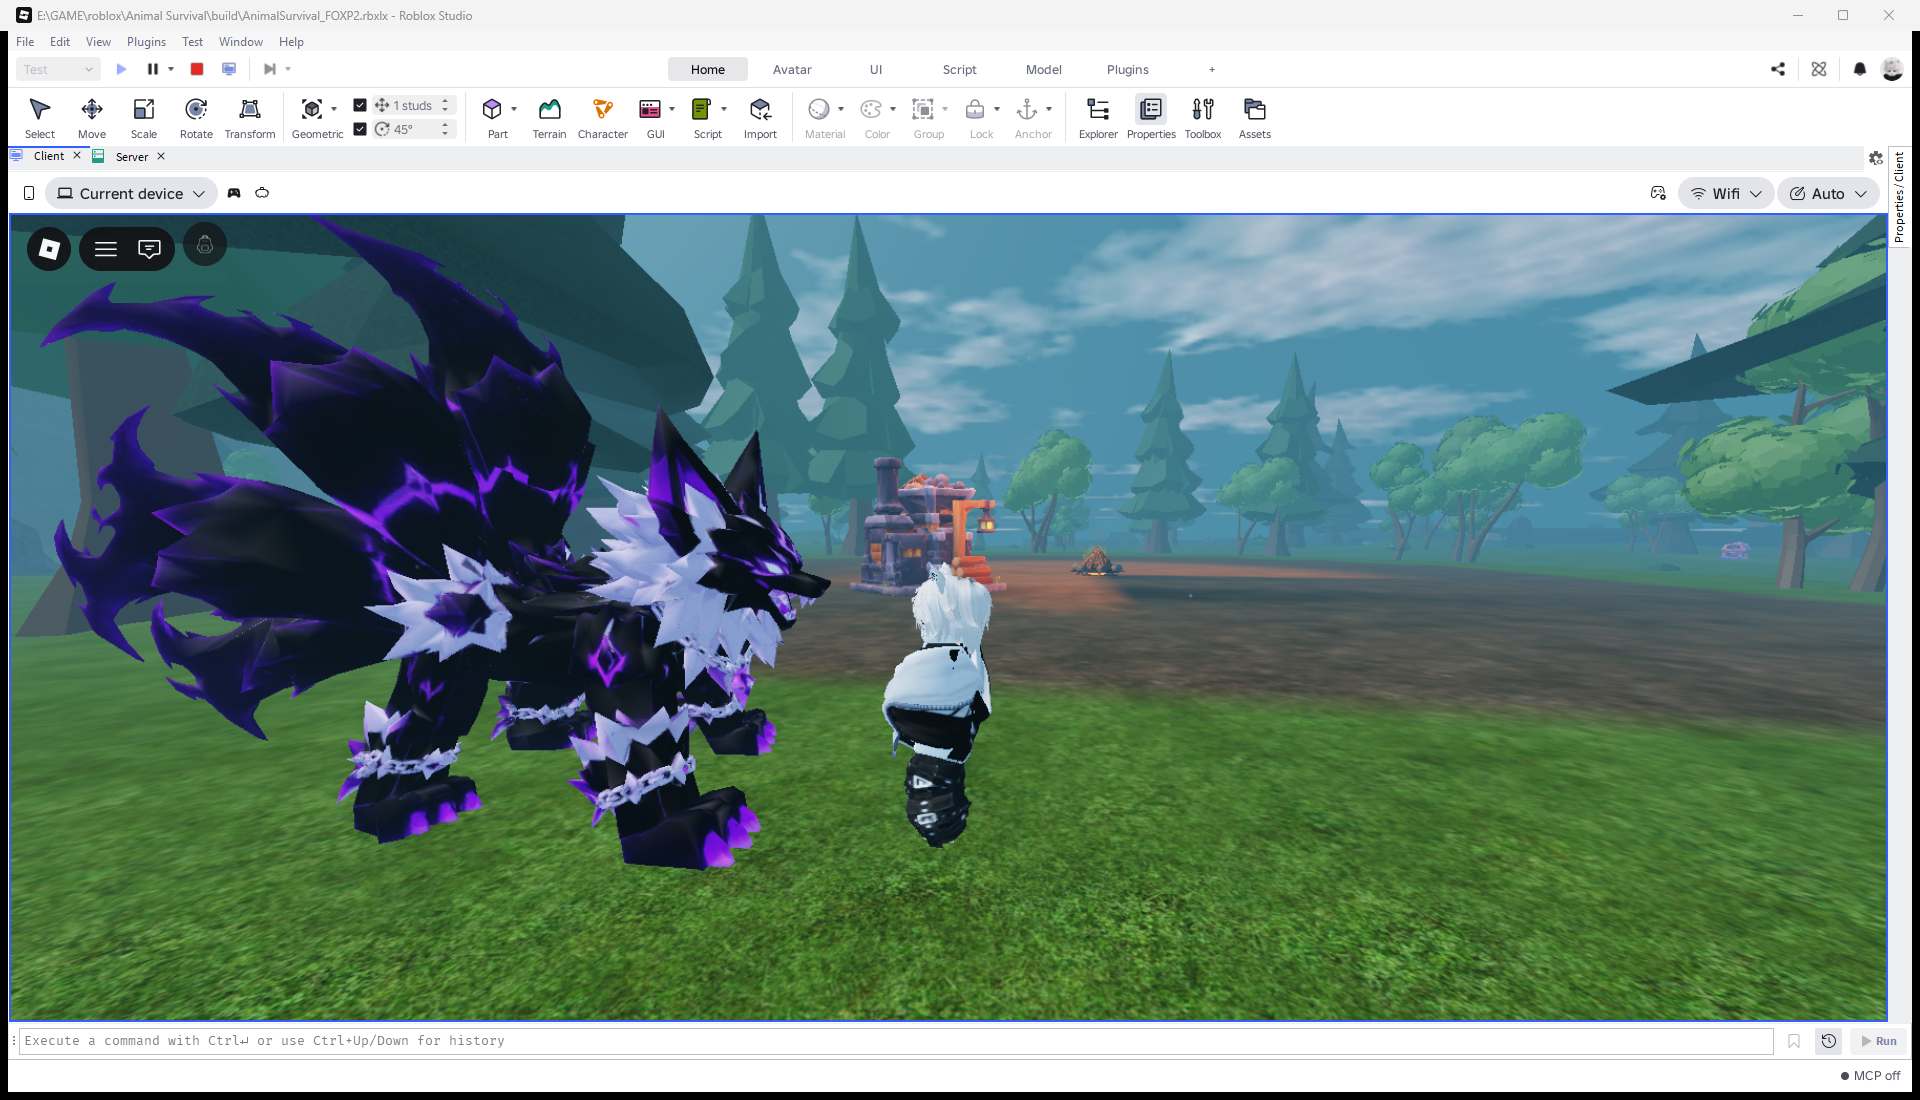 E:\GAME\roblox\Animal Survival\build\AnimalSurvival_FOXP2.rbxlx - Roblox Studio
File Edit View Plugins Test Window Help
Test
Home Avatar UI Script Model Plugins +
1 studs
45°
Select Move Scale Rotate Transform Geometric Part Terrain Character GUI Script Import Material Color Group Lock Anchor Explorer Properties Toolbox Assets
Client Server
Properties / Client
Current device
Wifi
Auto
Execute a command with Ctrl↵ or use Ctrl+Up/Down for history
Run
MCP off